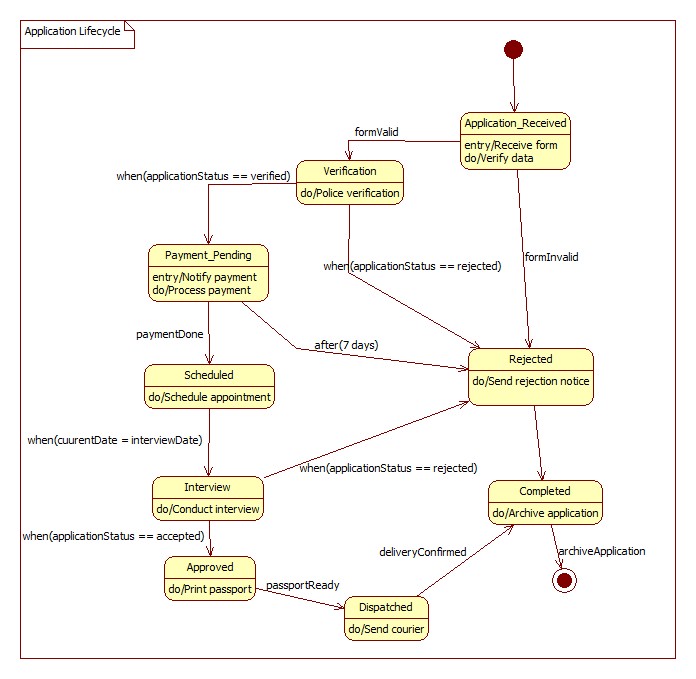 Application Lifecycle
Application_Received
entry/Receive form
do/Verify data
formValid
Verification
do/Police verification
when(applicationStatus == verified)
Payment_Pending
entry/Notify payment
do/Process payment
when(applicationStatus == rejected)
formInvalid
paymentDone
after(7 days)
Rejected
do/Send rejection notice
Scheduled
do/Schedule appointment
when(cuurentDate = interviewDate)
when(applicationStatus == rejected)
Interview
do/Conduct interview
Completed
do/Archive application
when(applicationStatus == accepted)
deliveryConfirmed
archiveApplication
Approved
do/Print passport
passportReady
Dispatched
do/Send courier